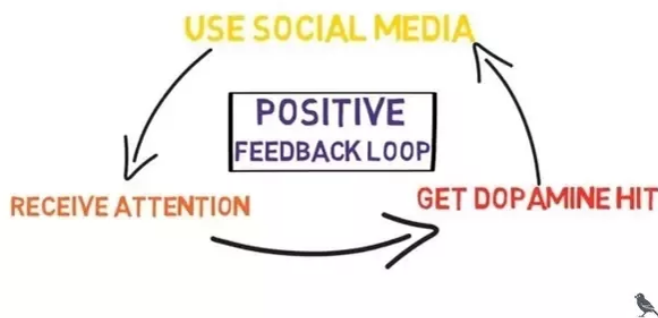 USE SOCIAL MEDIA
POSITIVE
FEEDBACK LOOP
RECEIVE ATTENTION
GET DOPAMINE HIT